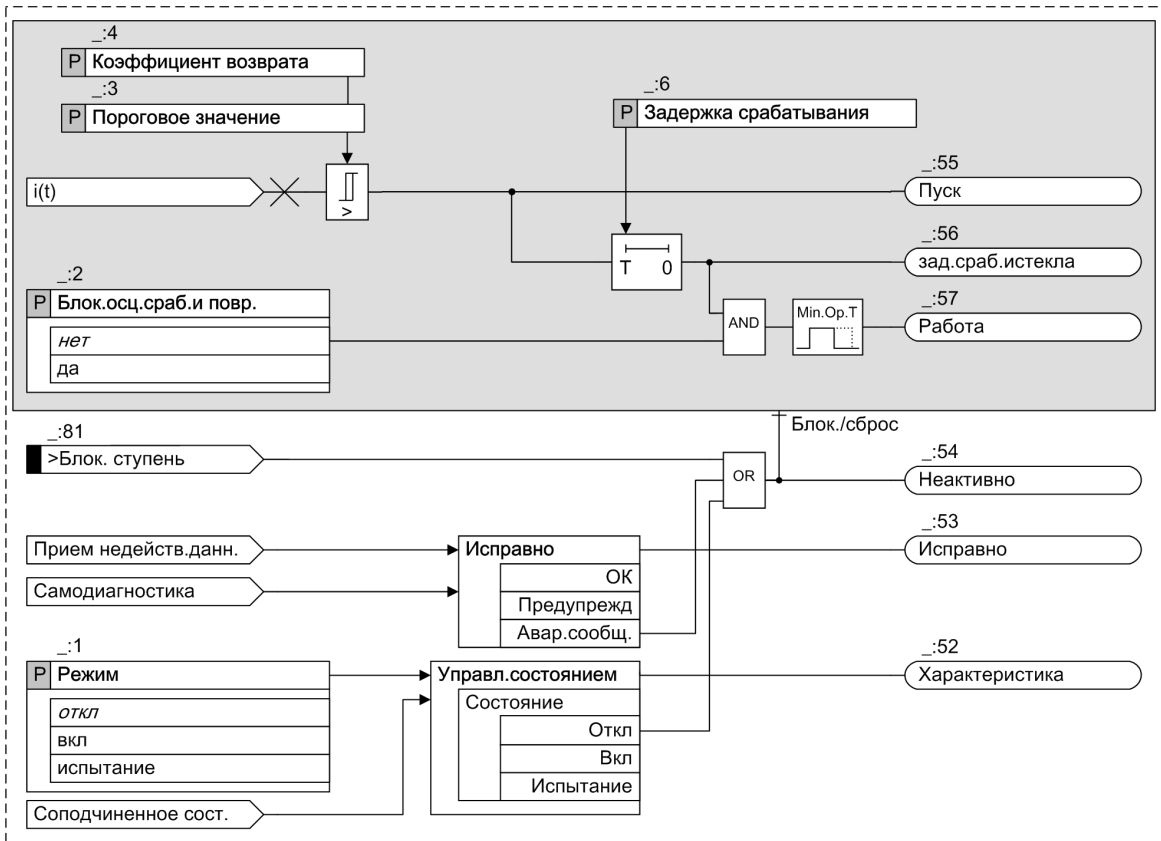 _:4
P Коэффициент возврата
_:3
P Пороговое значение
_:6
P Задержка срабатывания
i(t)
>
_:55
Пуск
T 0
_:56
зад.сраб.истекла
_:2
P Блок.осц.сраб.и повр.
нет
да
AND
Min.Op.T
_:57
Работа
Блок./сброс
_:81
>Блок. ступень
OR
_:54
Неактивно
Прием недейств.данн.
Самодиагностика
Исправно
ОК
Предупрежд
Авар.сообщ.
_:53
Исправно
_:1
P Режим
откл
вкл
испытание
Соподчиненное сост.
Управл.состоянием
Состояние
Откл
Вкл
Испытание
_:52
Характеристика